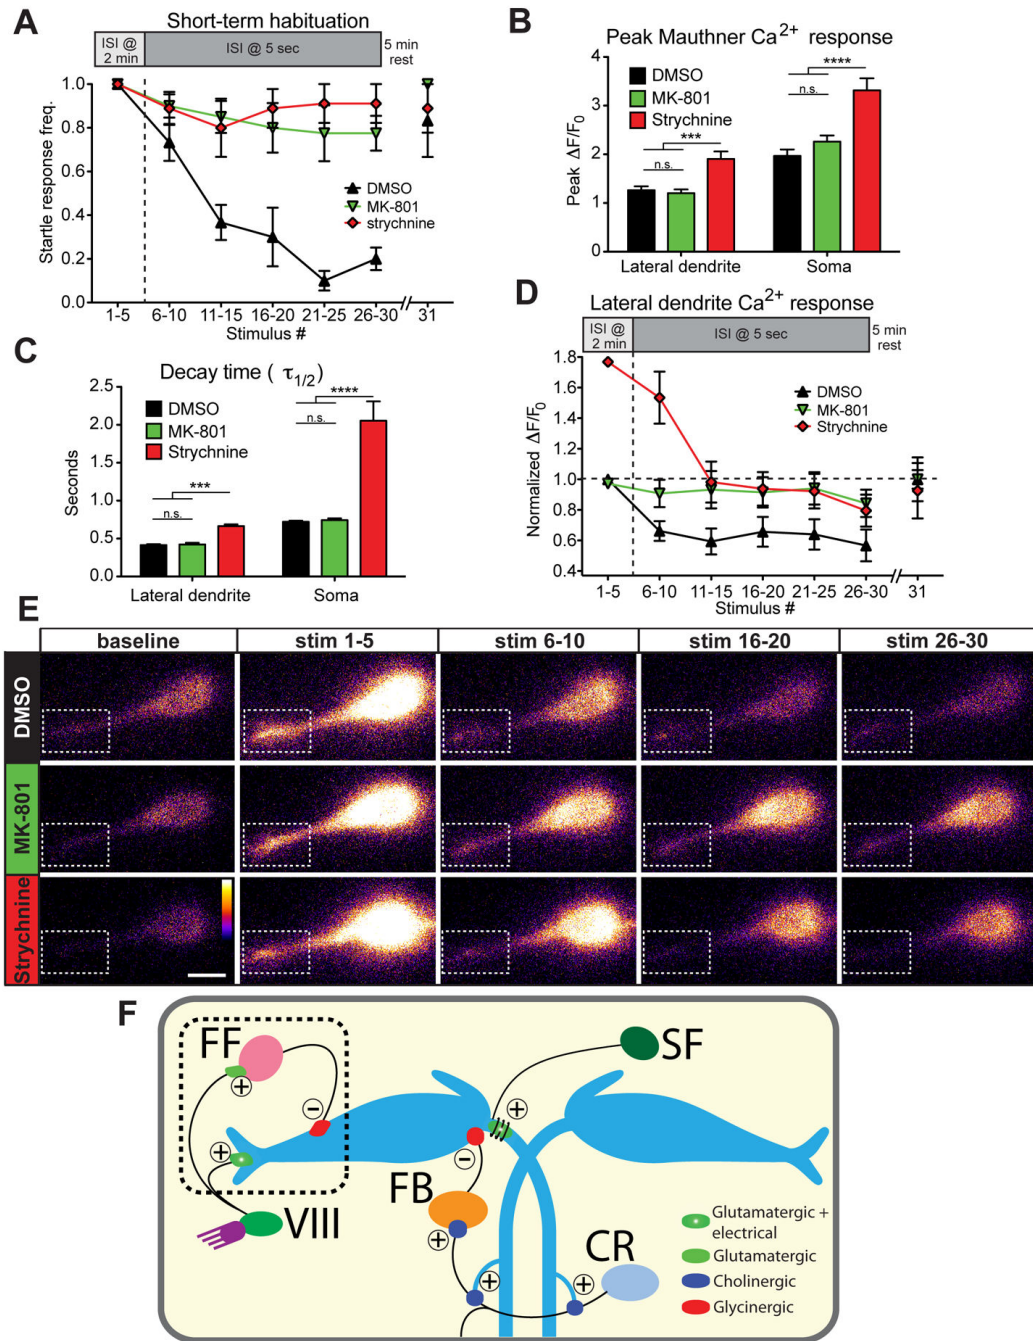 A
Short-term habituation
ISI @
2 min
ISI @ 5 sec
5 min
rest
Startle response freq.
1.0
0.8
0.6
0.4
0.2
0.0
DMSO
MK-801
strychnine
1-5
6-10
11-15
16-20
21-25
26-30
31
Stimulus #
B
Peak Mauthner Ca2+ response
Peak ΔF/F0
4
3
2
1
0
DMSO
MK-801
Strychnine
n.s.
***
n.s.
****
Lateral dendrite
Soma
C
Decay time ( τ1/2)
Seconds
2.5
2.0
1.5
1.0
0.5
0.0
DMSO
MK-801
Strychnine
n.s.
***
n.s.
****
Lateral dendrite
Soma
D
Lateral dendrite Ca2+ response
ISI @
2 min
ISI @ 5 sec
5 min
rest
Normalized ΔF/F0
1.8
1.6
1.4
1.2
1.0
0.8
0.6
0.4
DMSO
MK-801
Strychnine
1-5
6-10
11-15
16-20
21-25
26-30
31
Stimulus #
E
baseline
stim 1-5
stim 6-10
stim 16-20
stim 26-30
DMSO
MK-801
Strychnine
F
FF
+
−
+
VIII
SF
+
−
FB
+
+
+
CR
Glutamatergic +
electrical
Glutamatergic
Cholinergic
Glycinergic